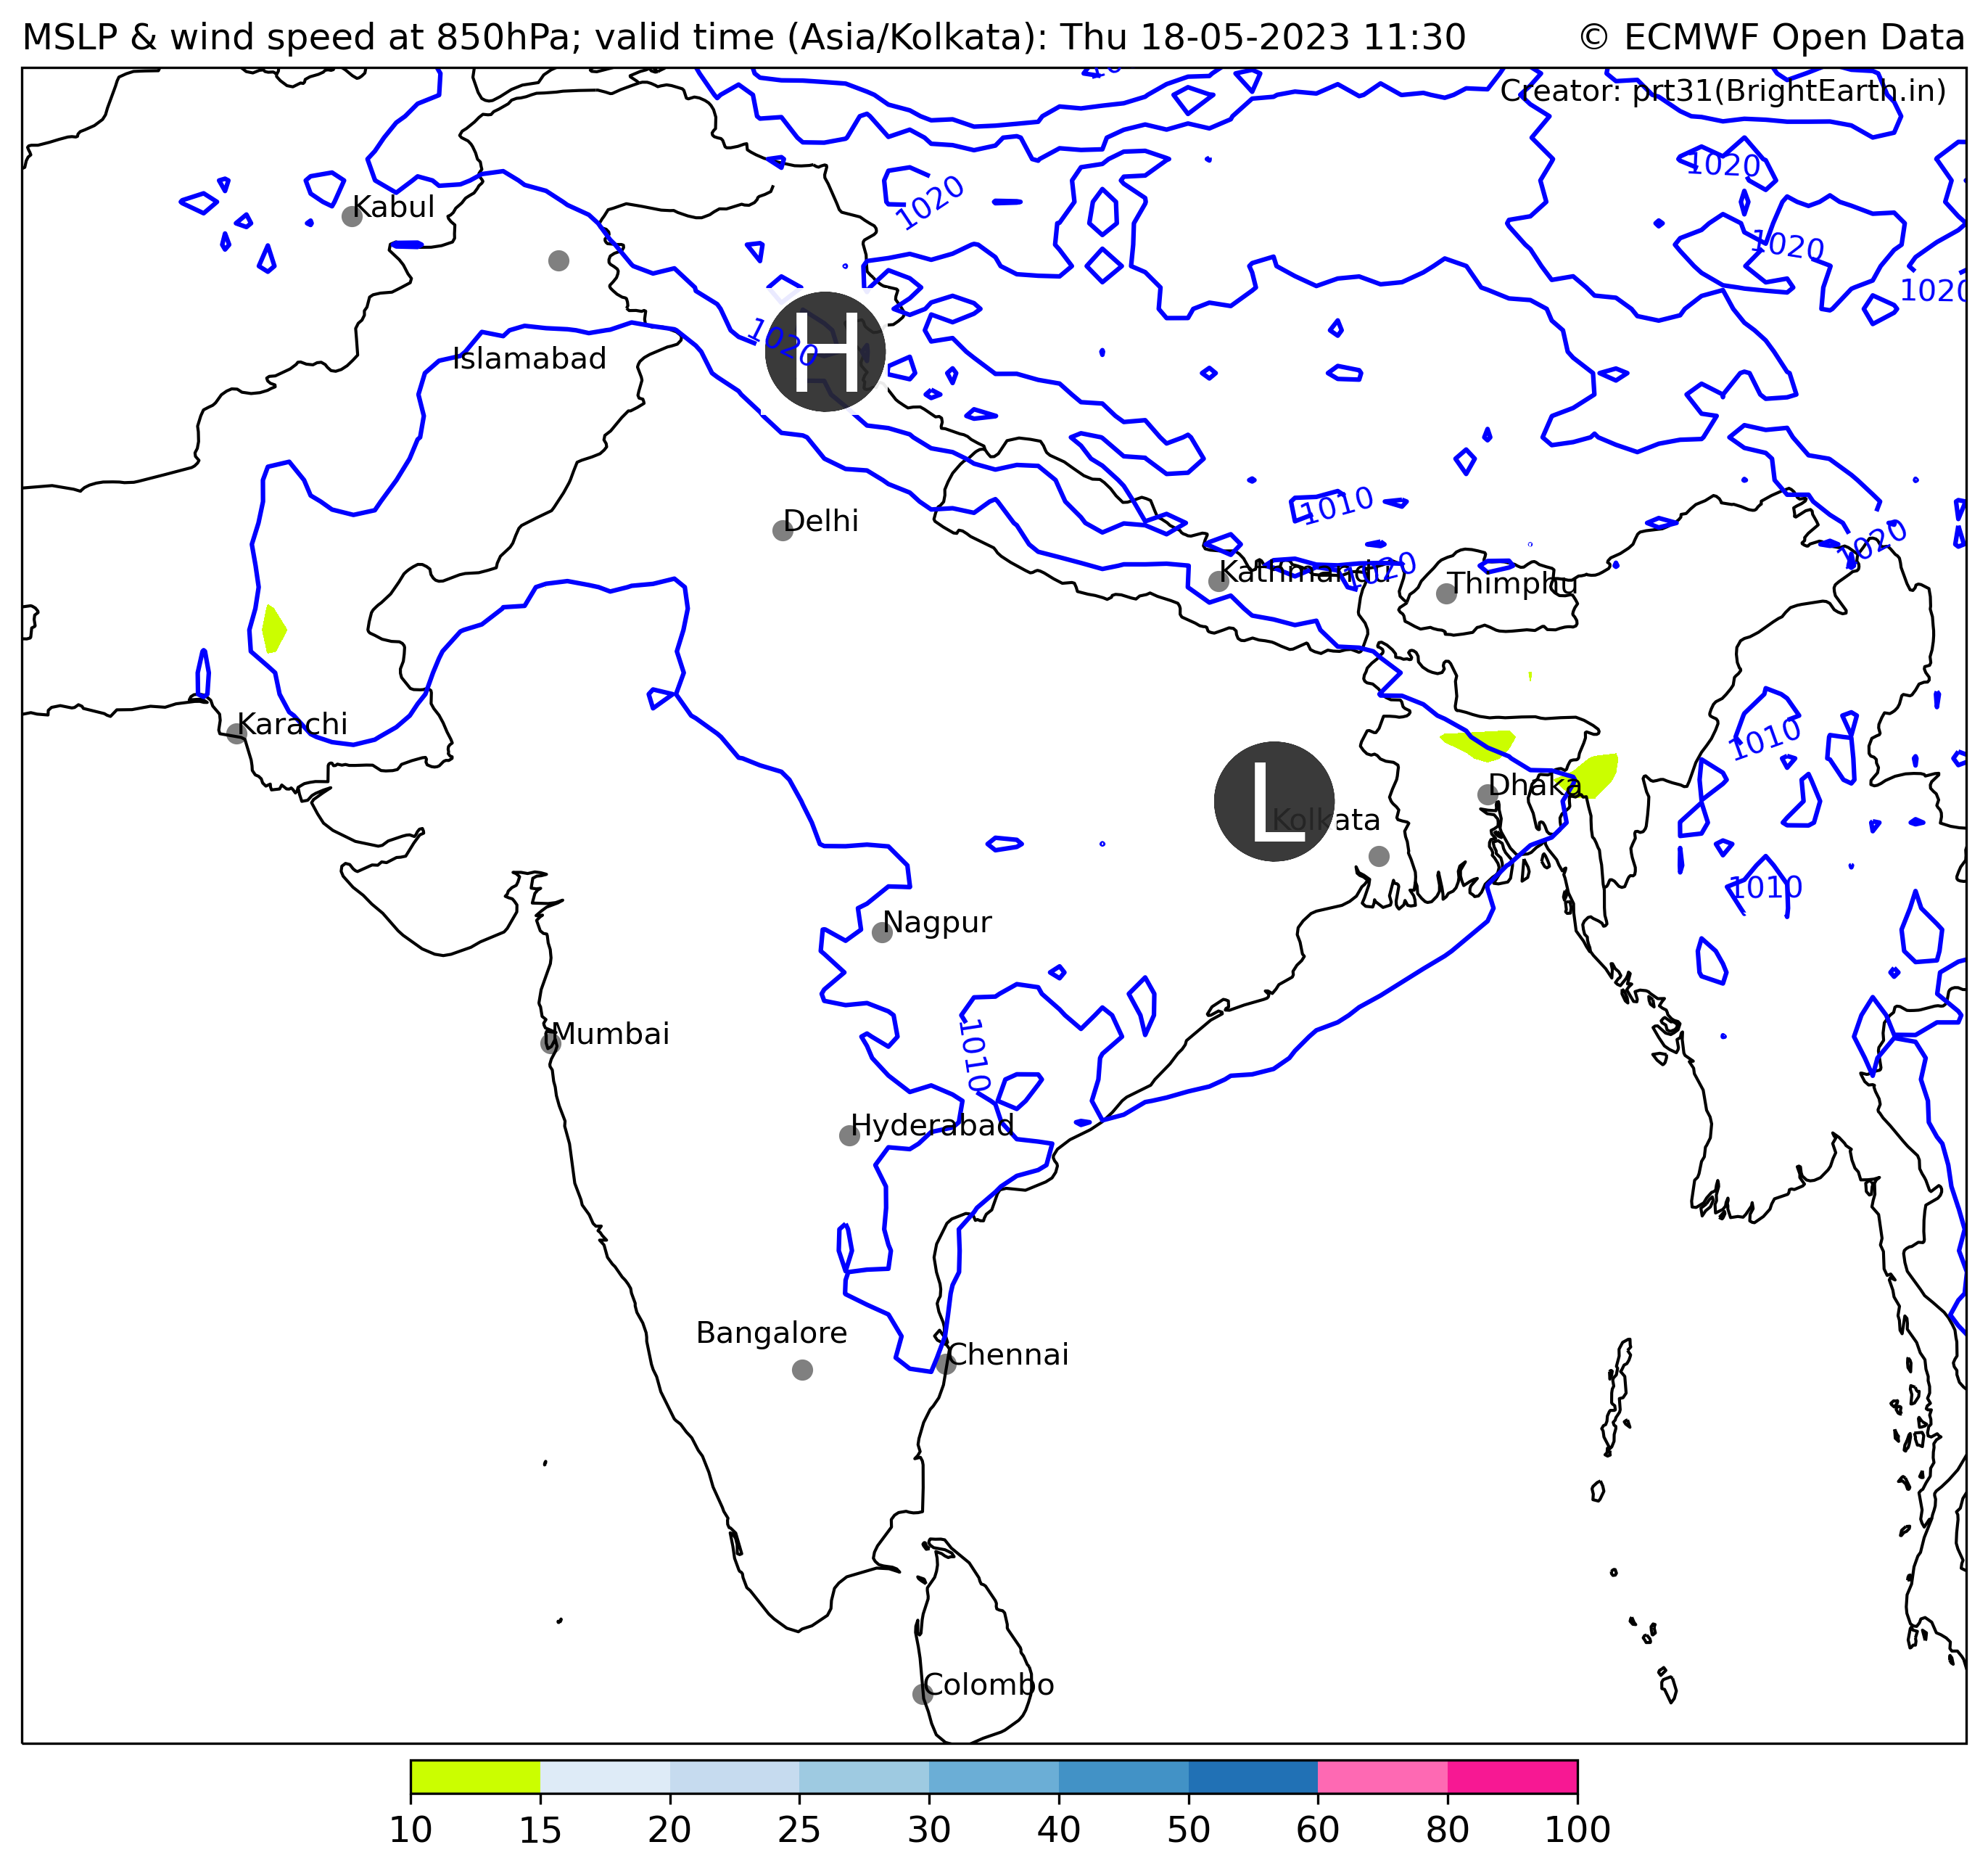 MSLP & wind speed at 850hPa; valid time (Asia/Kolkata): Thu 18-05-2023 11:30
© ECMWF Open Data
Creator: prt31(BrightEarth.in)
1020
1020
Kabul
1020
1020
1020
H
1020
Islamabad
1010
Delhi
1020
1020
Kathmandu
Thimphu
Karachi
1010
L
Dhaka
Kolkata
1010
Nagpur
1010
Mumbai
Hyderabad
Bangalore
Chennai
Colombo
10 15 20 25 30 40 50 60 80 100